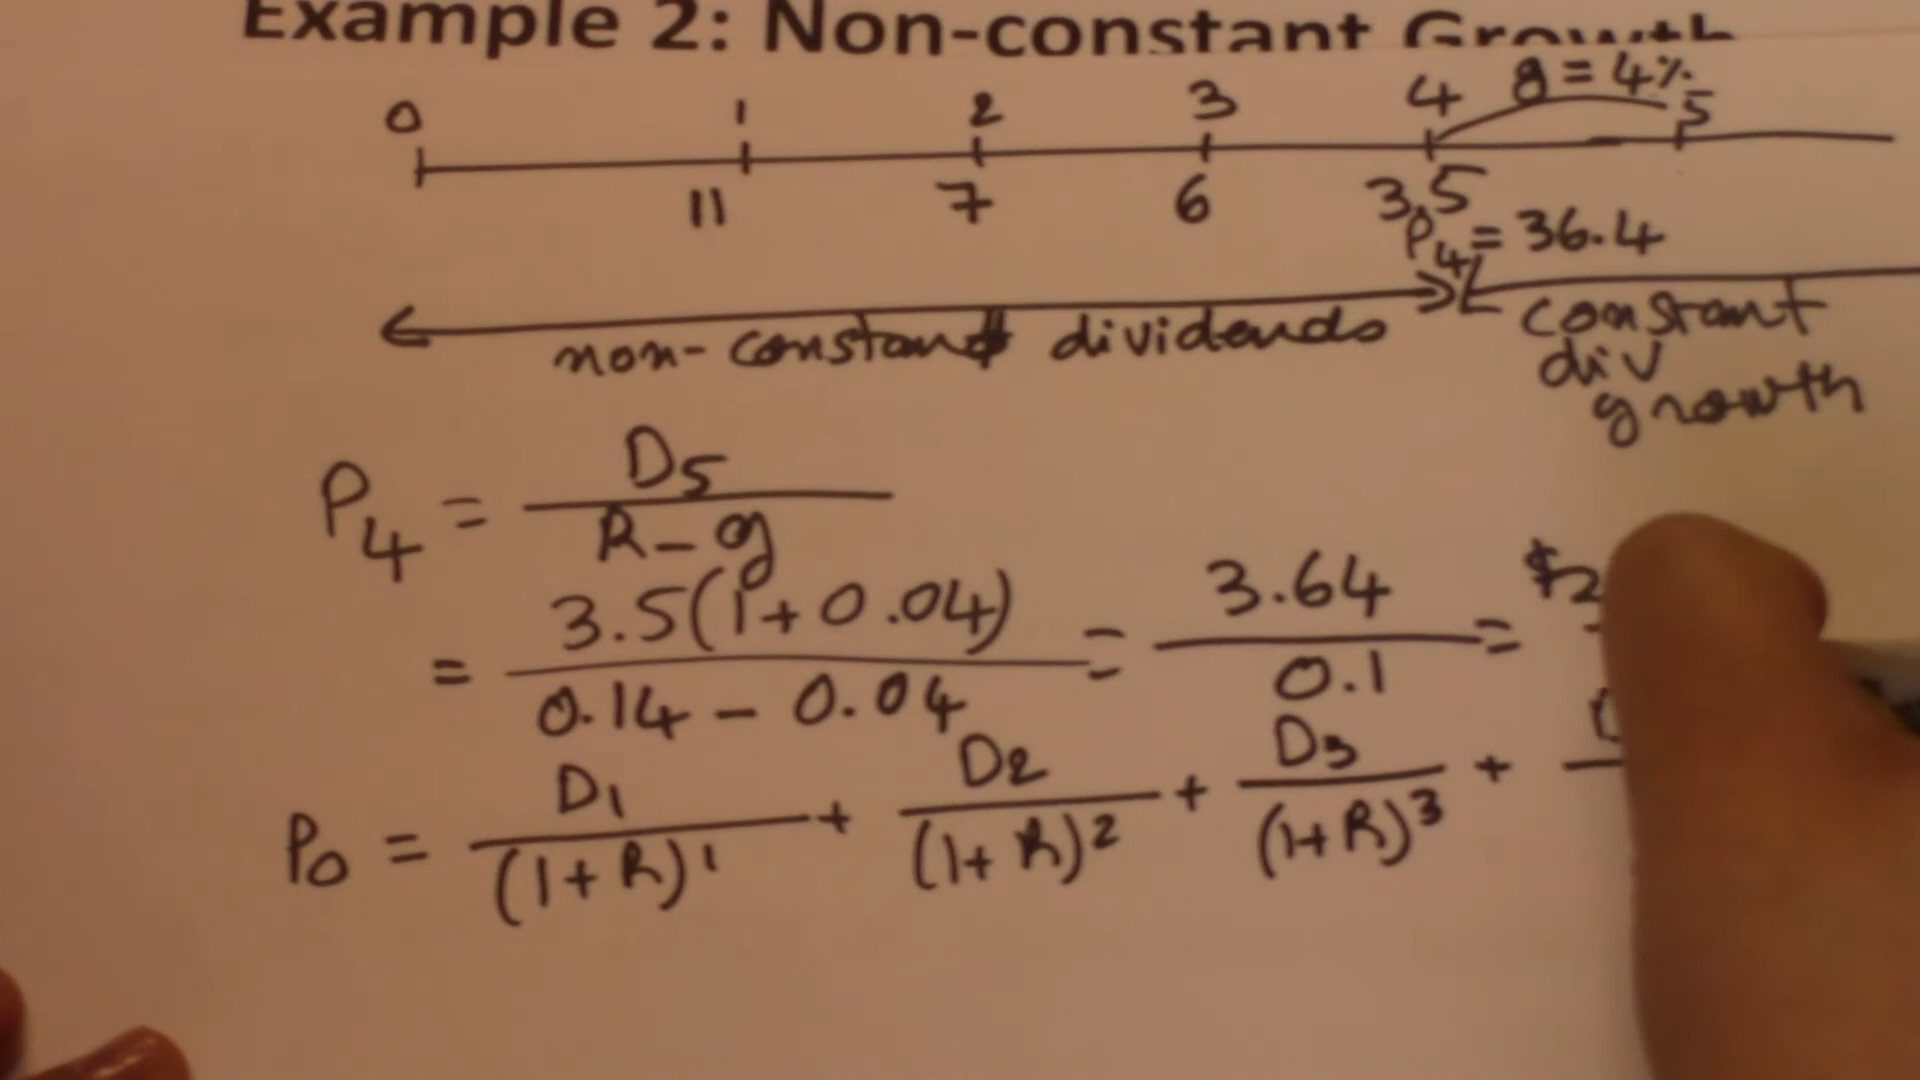 Example 2: Non-constant Growth
g = 4%
0 1 2 3 4 5
11 7 6 3.5
P4 = 36.4
non-constant dividends
constant
div
growth
P4 = D5 / R - g
= 3.5(1+0.04) / 0.14 - 0.04 = 3.64 / 0.1 =
P0 = D1 / (1+R)^1 + D2 / (1+R)^2 + D3 / (1+R)^3 +